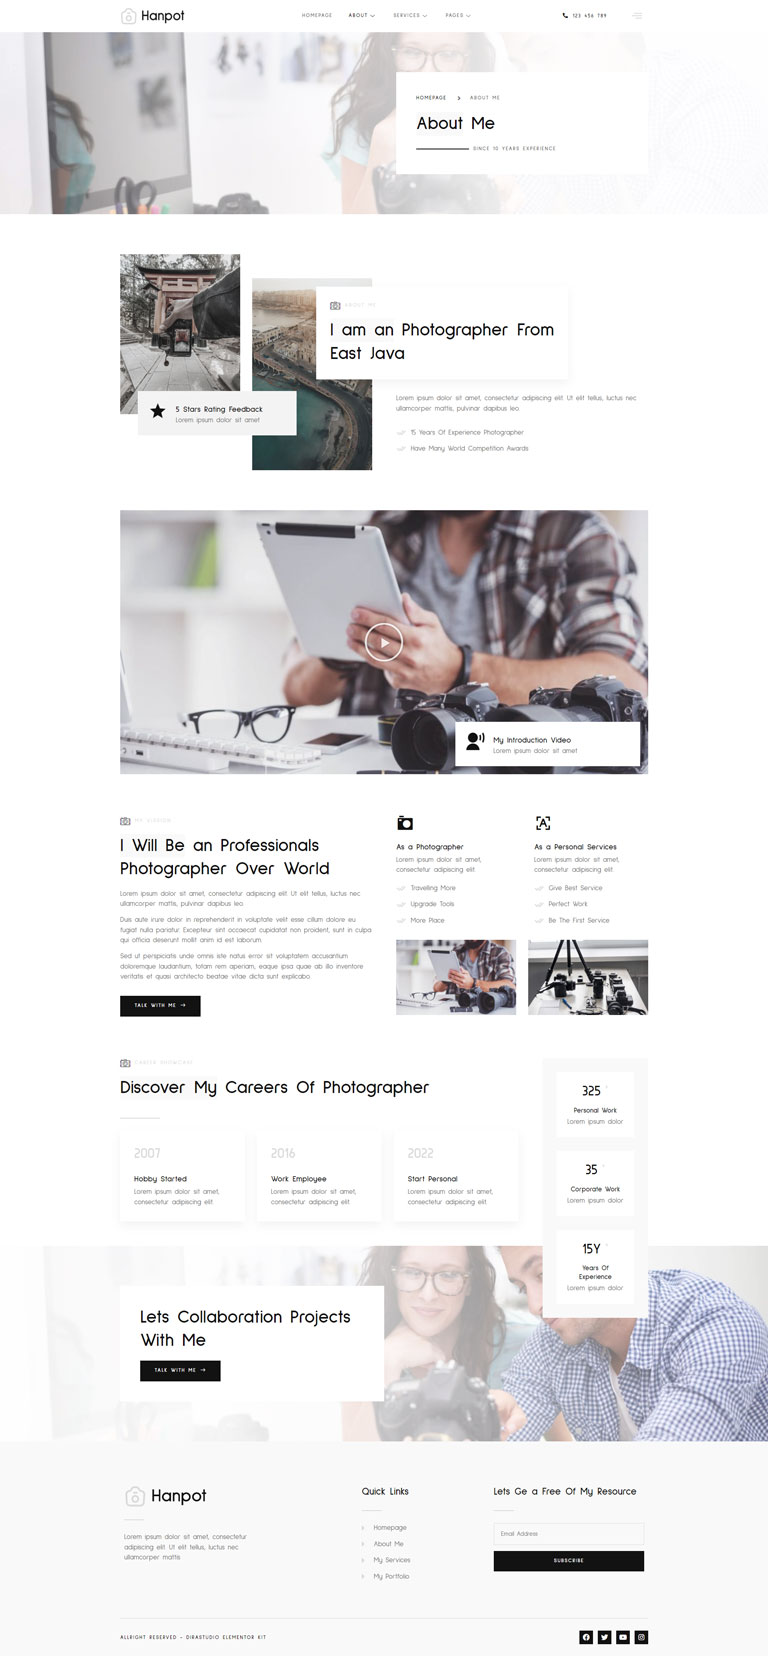 Hanpot
HOMEPAGE
ABOUT
SERVICES
PAGES
123 456 789
HOMEPAGE
ABOUT ME
About Me
SINCE 10 YEARS EXPERIENCE
ABOUT ME
I am an Photographer From
East Java
5 Stars Rating Feedback
Lorem ipsum dolor sit amet
Lorem ipsum dolor sit amet, consectetur adipiscing elit. Ut elit tellus, luctus nec
ullamcorper mattis, pulvinar dapibus leo.
15 Years Of Experience Photographer
Have Many World Competition Awards
My Introduction Video
Lorem ipsum dolor sit amet
I Will Be an Professionals
Photographer Over World
Lorem ipsum dolor sit amet, consectetur adipiscing elit. Ut elit tellus, luctus nec
ullamcorper mattis, pulvinar dapibus leo.
Duis aute irure dolor in reprehenderit in voluptate velit esse cillum dolore eu
fugiat nulla pariatur. Excepteur sint occaecat cupidatat non proident, sunt in culpa
qui officia deserunt mollit anim id est laborum.
Sed ut perspiciatis unde omnis iste natus error sit voluptatem accusantium
doloremque laudantium, totam rem aperiam, eaque ipsa quae ab illo inventore
veritatis et quasi architecto beatae vitae dicta sunt explicabo.
TALK WITH ME
As a Photographer
Lorem ipsum dolor sit amet,
consectetur adipiscing elit
Travelling More
Upgrade Tools
More Place
As a Personal Services
Lorem ipsum dolor sit amet,
consectetur adipiscing elit
Give Best Service
Perfect Work
Be The First Service
CAREER SHOWCASE
Discover My Careers Of Photographer
2007
Hobby Started
Lorem ipsum dolor sit amet,
consectetur adipiscing elit
2016
Work Employee
Lorem ipsum dolor sit amet,
consectetur adipiscing elit
2022
Start Personal
Lorem ipsum dolor sit amet,
consectetur adipiscing elit
325
Personal Work
Lorem ipsum dolor
35
Corporate Work
Lorem ipsum dolor
15Y
Years Of
Experience
Lorem ipsum dolor
Lets Collaboration Projects
With Me
TALK WITH ME
Hanpot
Lorem ipsum dolor sit amet, consectetur
adipiscing elit. Ut elit tellus, luctus nec
ullamcorper mattis
Quick Links
Homepage
About Me
My Services
My Portfolio
Lets Ge a Free Of My Resource
Email Address
SUBSCRIBE
ALLRIGHT RESERVED - DIRASTUDIO ELEMENTOR KIT